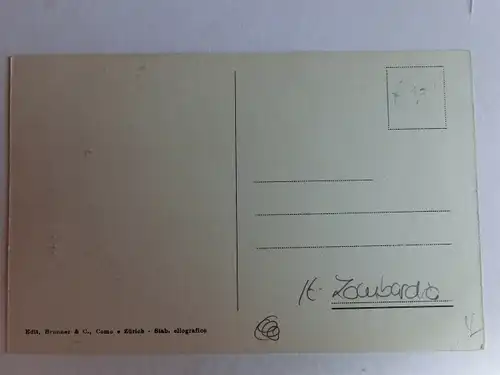 It. Lombardia
Edit, Brunner & C., Como e Zürich - Stab. eliografico